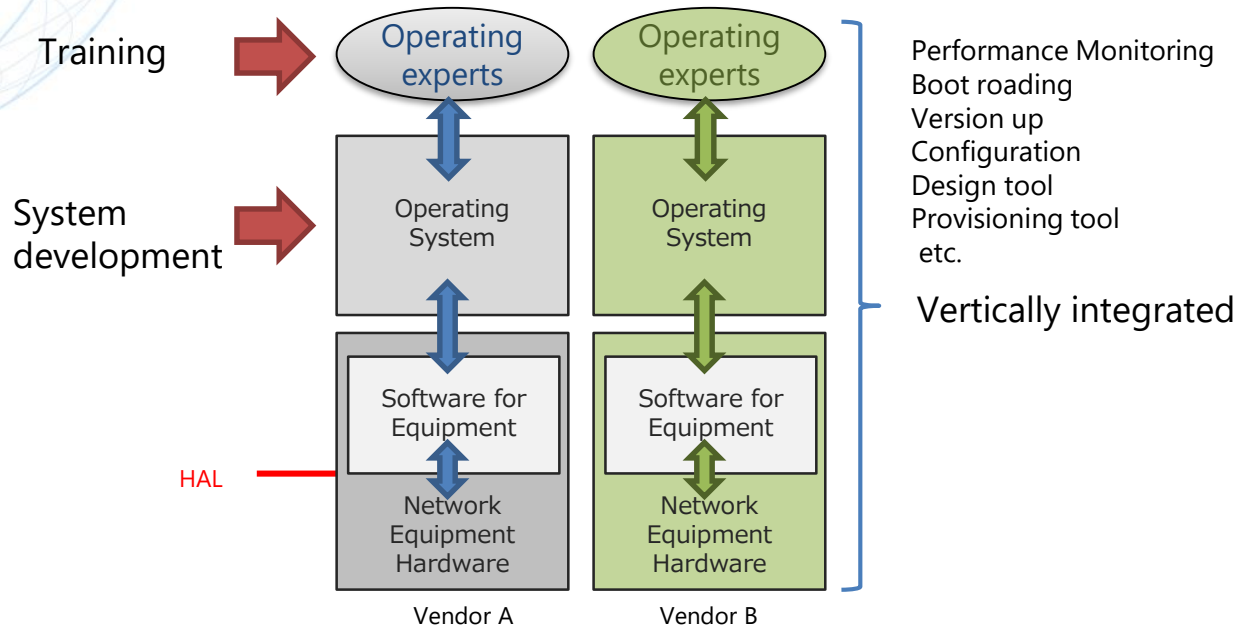 Training
Operating
experts
Operating
experts
Performance Monitoring
Boot roading
Version up
Configuration
Design tool
Provisioning tool
etc.
System
development
Operating
System
Operating
System
Vertically integrated
Software for
Equipment
Software for
Equipment
HAL
Network
Equipment
Hardware
Network
Equipment
Hardware
Vendor A
Vendor B